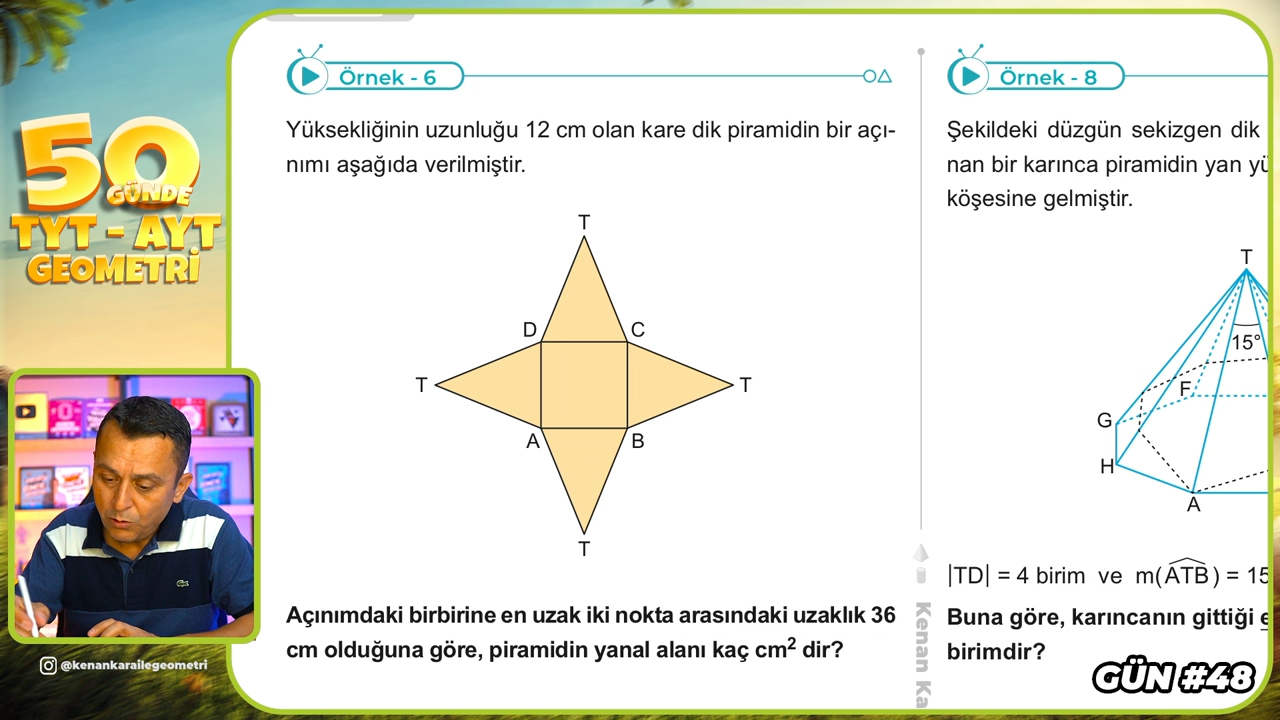 50
GÜNDE
TYT - AYT
GEOMETRİ
@kenankarailegeometri
Örnek - 6
Yüksekliğinin uzunluğu 12 cm olan kare dik piramidin bir açı-
nımı aşağıda verilmiştir.
T
D C
T T
A B
T
Açınımdaki birbirine en uzak iki nokta arasındaki uzaklık 36
cm olduğuna göre, piramidin yanal alanı kaç cm² dir?
Kenan Ka
Örnek - 8
Şekildeki düzgün sekizgen dik
nan bir karınca piramidin yan yü
köşesine gelmiştir.
T
15°
F
G
H
A
|TD| = 4 birim ve m(ATB) = 15
Buna göre, karıncanın gittiği e
birimdir?
GÜN #48